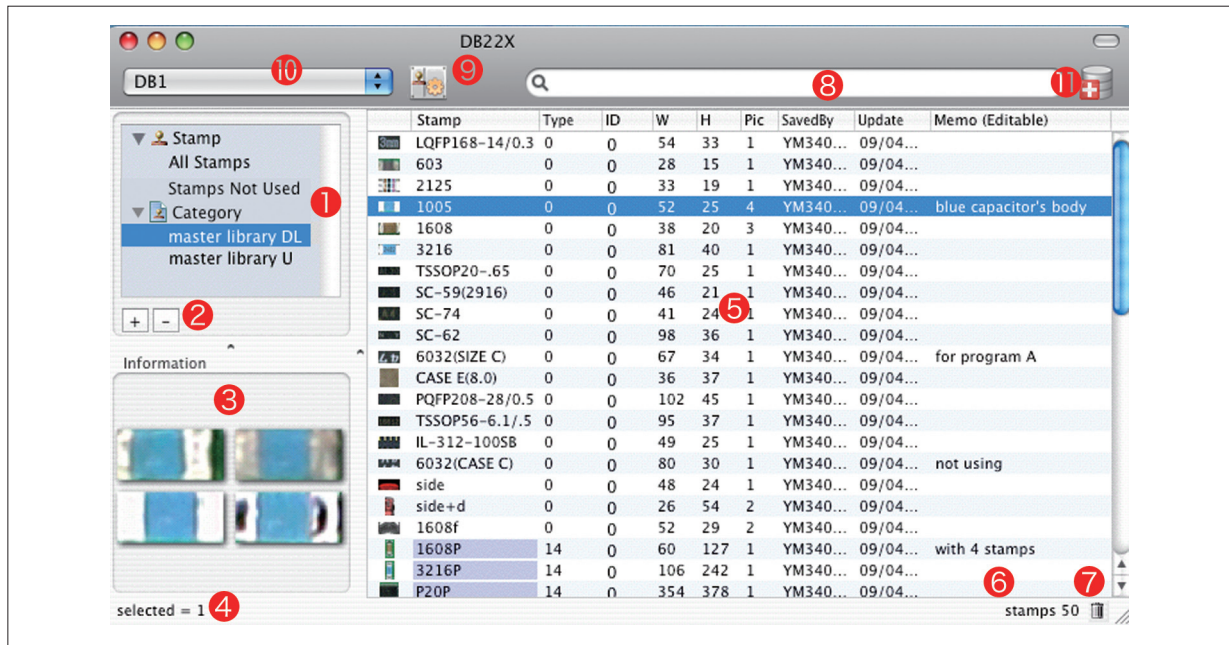 DB22X
DB1 ⑩ ⑨ ⑧ ⑪
Stamp
All Stamps
Stamps Not Used
①
Category
master library DL
master library U
+ - ②
Information
③
selected = 1 ④
Stamp Type ID W H Pic SavedBy Update Memo (Editable)
3mm LQFP168-14/0.3 0 0 54 33 1 YM340... 09/04...
603 0 0 28 15 1 YM340... 09/04...
2125 0 0 33 19 1 YM340... 09/04...
1005 0 0 52 25 4 YM340... 09/04... blue capacitor's body
1608 0 0 38 20 3 YM340... 09/04...
3216 0 0 81 40 1 YM340... 09/04...
TSSOP20-.65 0 0 70 25 1 YM340... 09/04...
SC-59(2916) 0 0 46 21 1 YM340... 09/04...
⑤
SC-74 0 0 41 24 1 YM340... 09/04...
SC-62 0 0 98 36 1 YM340... 09/04...
6032(SIZE C) 0 0 67 34 1 YM340... 09/04... for program A
CASE E(8.0) 0 0 36 37 1 YM340... 09/04...
PQFP208-28/0.5 0 0 102 45 1 YM340... 09/04...
TSSOP56-6.1/.5 0 0 95 37 1 YM340... 09/04...
IL-312-100SB 0 0 49 25 1 YM340... 09/04...
6032(CASE C) 0 0 80 30 1 YM340... 09/04... not using
side 0 0 48 24 1 YM340... 09/04...
side+d 0 0 26 54 2 YM340... 09/04...
1608f 0 0 52 29 2 YM340... 09/04...
1608P 14 0 60 127 1 YM340... 09/04... with 4 stamps
3216P 14 0 106 242 1 YM340... 09/04...
P20P 14 0 354 378 1 YM340... 09/04...
⑥ ⑦
stamps 50